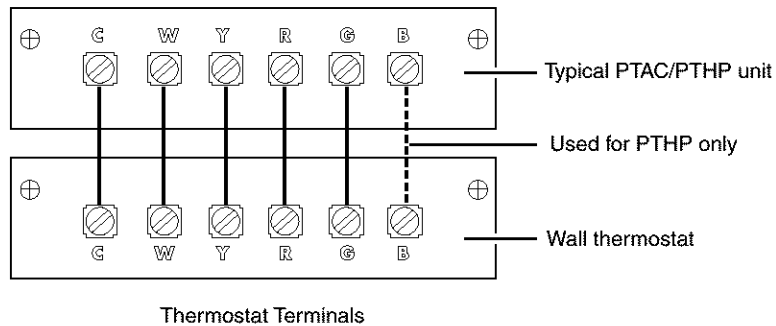 C W Y R G B
Typical PTAC/PTHP unit
Used for PTHP only
Wall thermostat
C W Y R G B
Thermostat Terminals